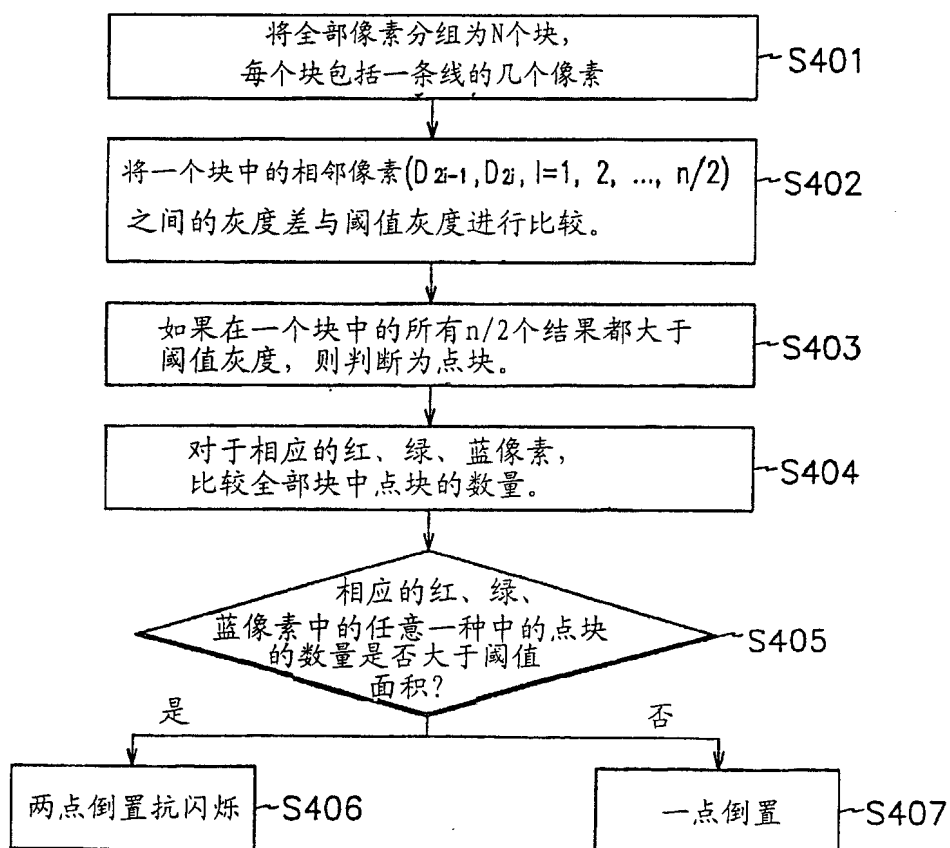 将全部像素分组为N个块，
每个块包括一条线的几个像素
S401
将一个块中的相邻像素(D2i-1,D2i,I=1, 2, ..., n/2)
之间的灰度差与阈值灰度进行比较。
S402
如果在一个块中的所有n/2个结果都大于
阈值灰度，则判断为点块。
S403
对于相应的红、绿、蓝像素，
比较全部块中点块的数量。
S404
相应的红、绿、
蓝像素中的任意一种中的点块
的数量是否大于阈值
面积？
S405
是
否
两点倒置抗闪烁
S406
一点倒置
S407